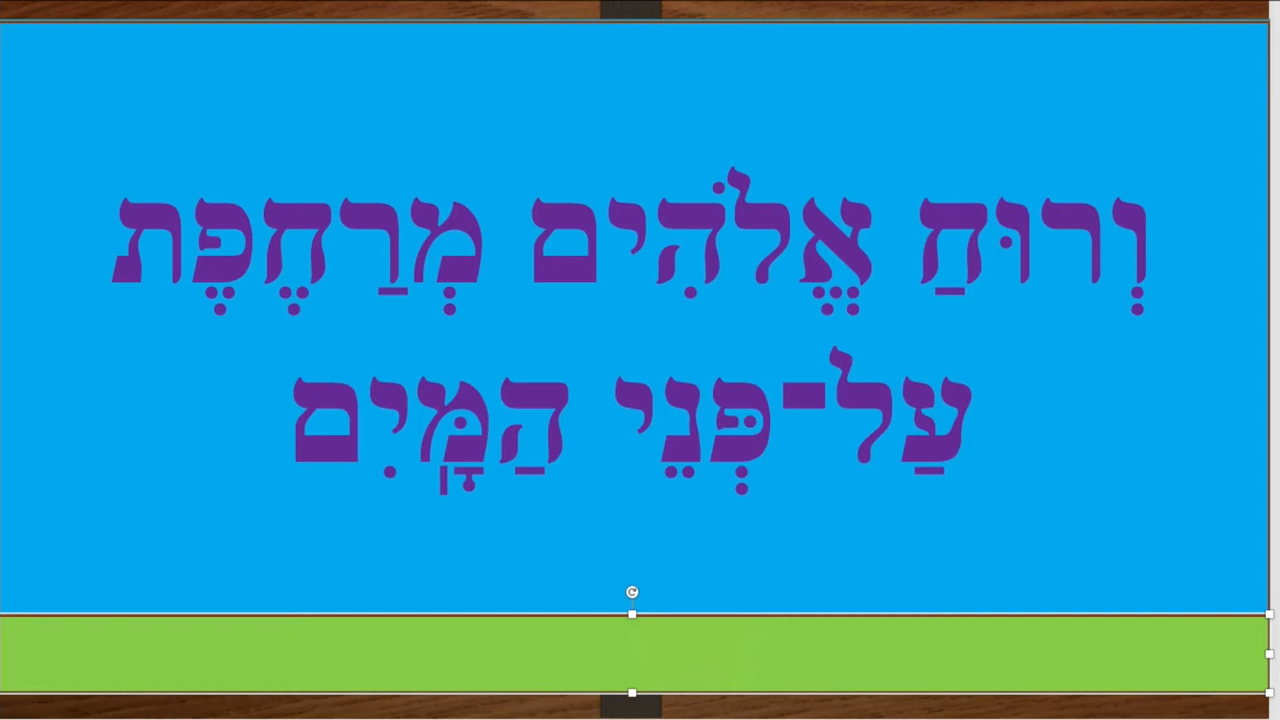 וְרוּחַ אֱלֹהִים מְרַחֶפֶת
עַל־פְּנֵי הַמָּֽיִם